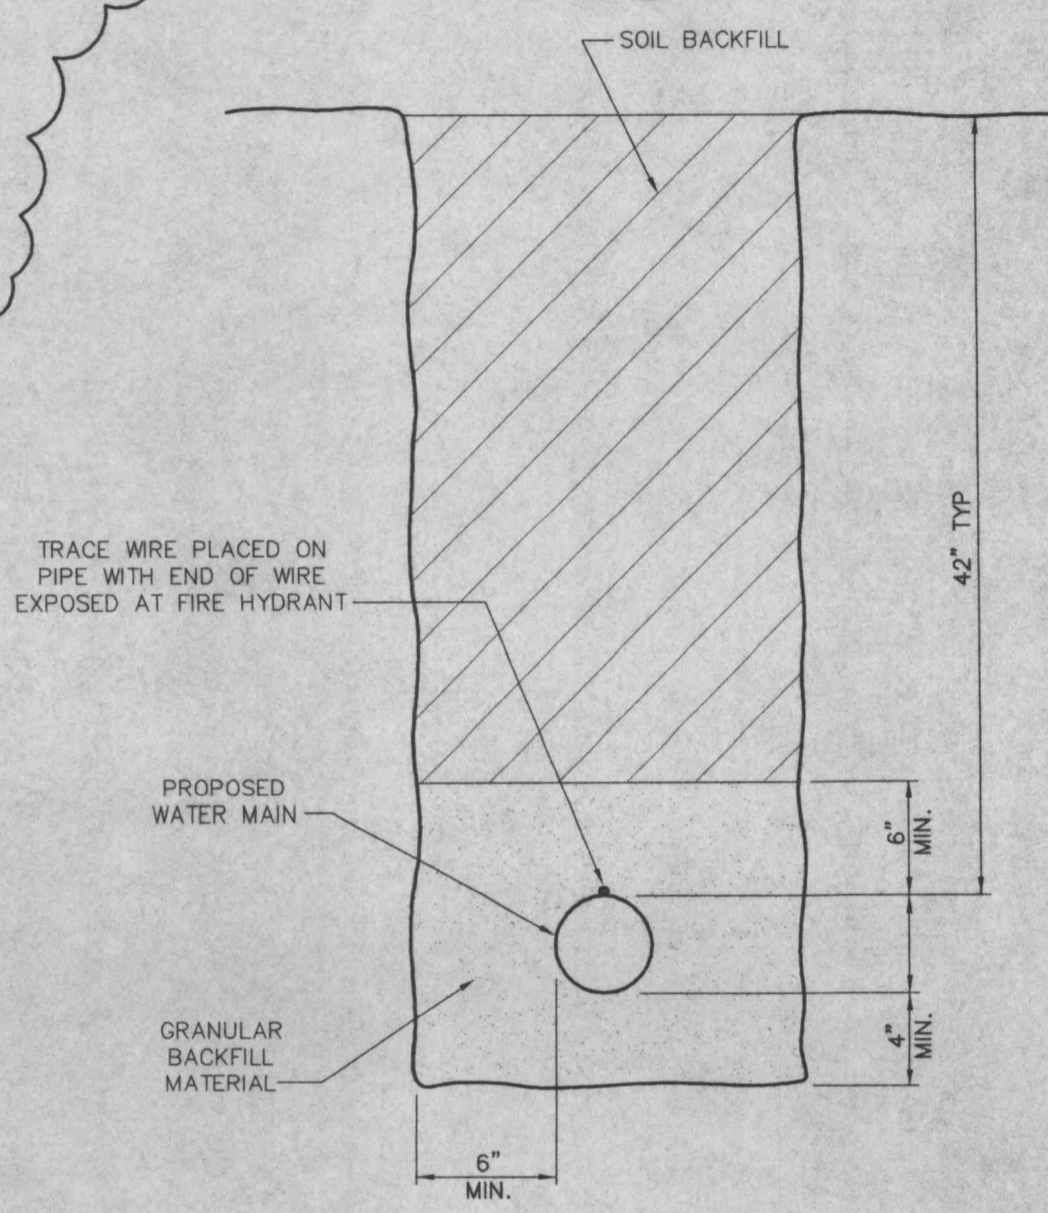 SOIL BACKFILL
42" TYP
TRACE WIRE PLACED ON
PIPE WITH END OF WIRE
EXPOSED AT FIRE HYDRANT
PROPOSED
WATER MAIN
6"
MIN.
GRANULAR
BACKFILL
MATERIAL
4"
MIN.
6"
MIN.